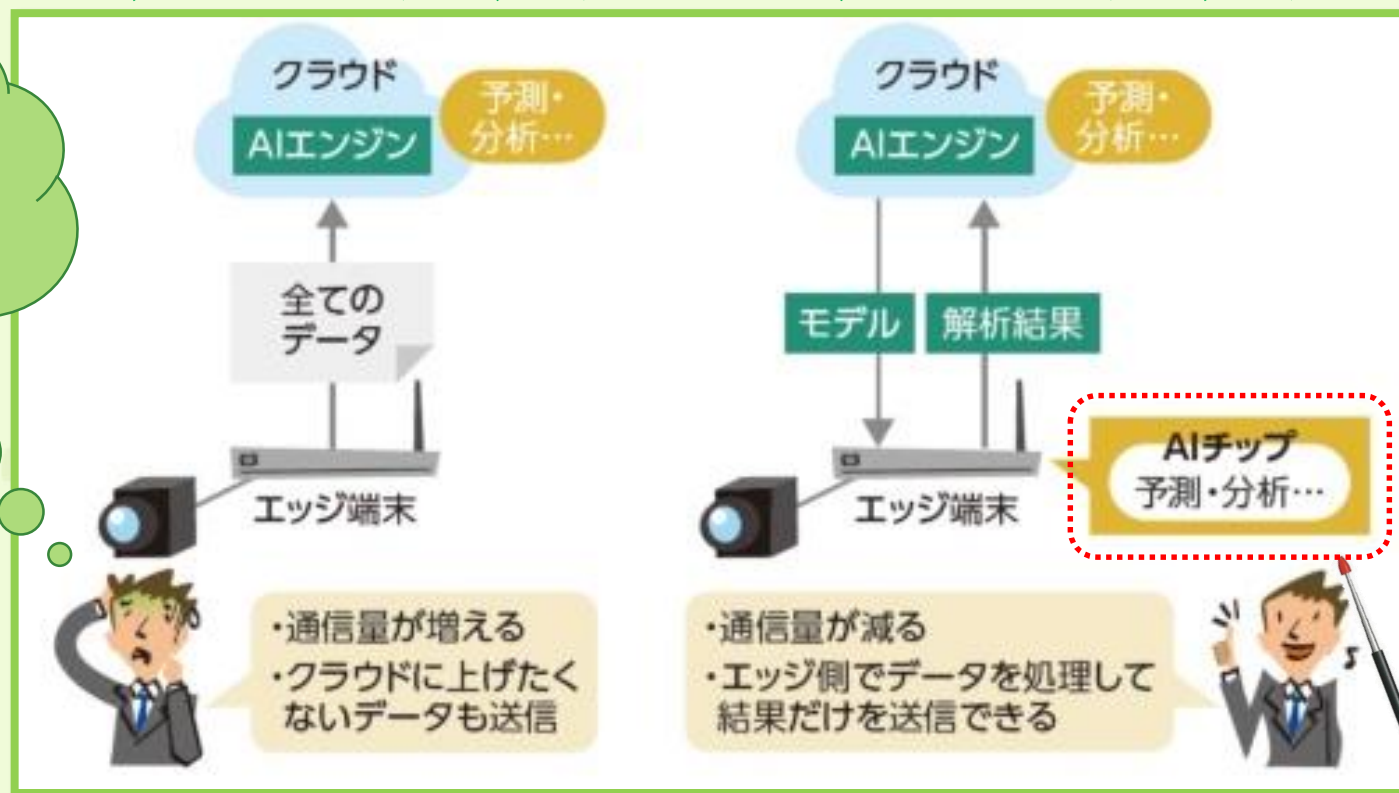 クラウド
予測・
分析…
AIエンジン
全ての
データ
エッジ端末
・通信量が増える
・クラウドに上げたく
ないデータも送信
クラウド
予測・
分析…
AIエンジン
モデル
解析結果
AIチップ
予測・分析…
エッジ端末
・通信量が減る
・エッジ側でデータを処理して
結果だけを送信できる